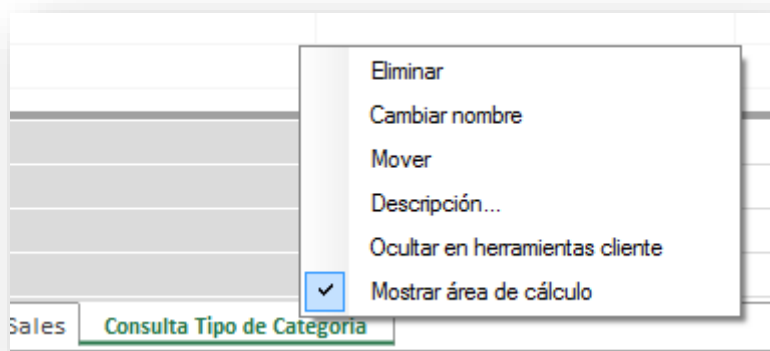 Eliminar
Cambiar nombre
Mover
Descripción...
Ocultar en herramientas cliente
Mostrar área de cálculo
Sales
Consulta Tipo de Categoria